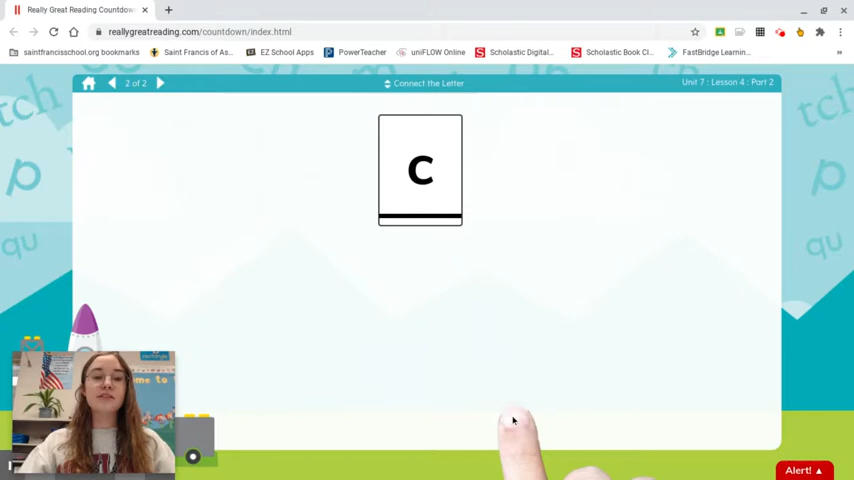 Really Great Reading Countdown
reallygreatreading.com/countdown/index.html
saintfrancisschool.org bookmarks
Saint Francis of As...
EZ School Apps
PowerTeacher
uniFLOW Online
Scholastic Digital...
Scholastic Book Cl...
FastBridge Learnin...
2 of 2
Connect the Letter
Unit 7 : Lesson 4 : Part 2
tch
tch
p
p
qu
qu
c
Alert! ▲